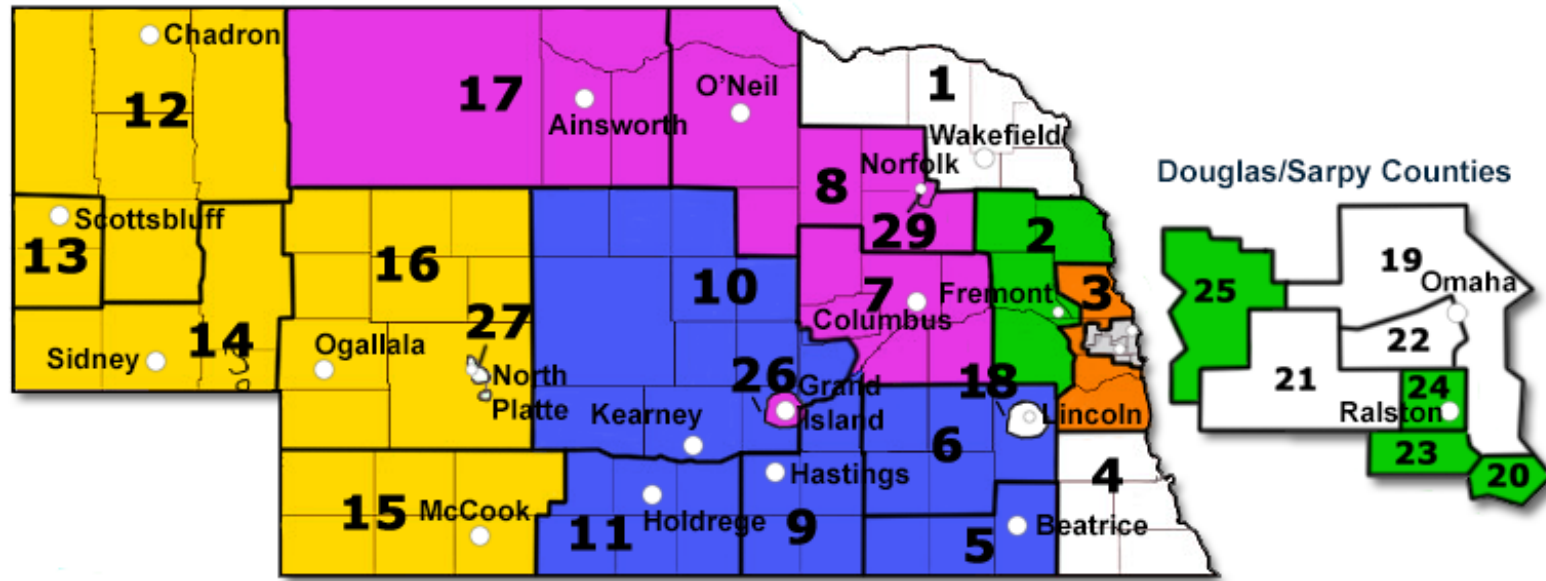 Chadron
17
1
O'Neil
12
Ainsworth
Wakefield
Norfolk
Douglas/Sarpy Counties
8
Scottsbluff
29
2
13
16
19
10
3
25
Omaha
7
Fremont
27
Columbus
14
22
Sidney
Ogallala
21
North
Platte
26
Grand
Island
18
24
Kearney
Lincoln
Ralston
6
23
Hastings
4
20
15
McCook
11
Holdrege
9
Beatrice
5